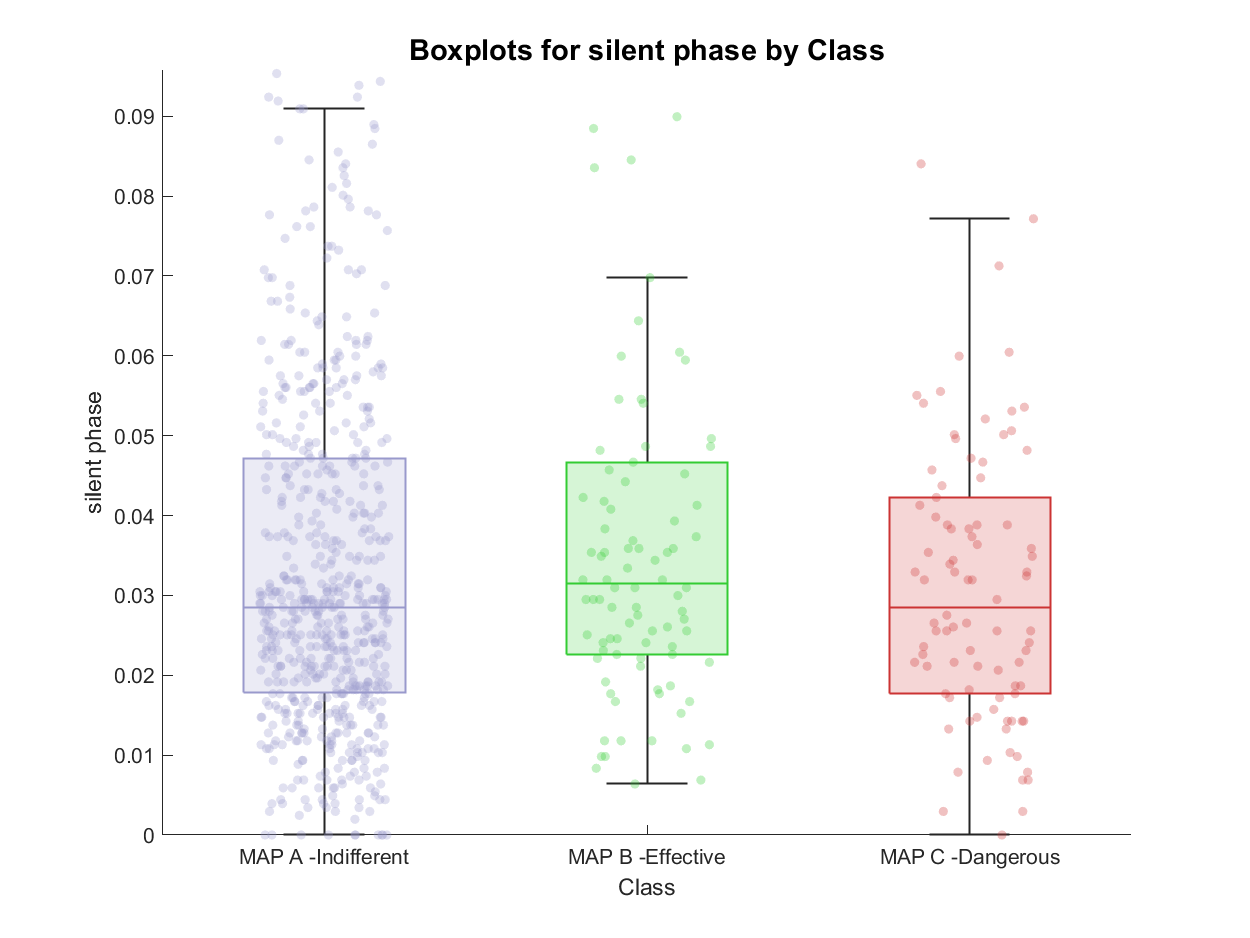 Boxplots for silent phase by Class
silent phase
0.09
0.08
0.07
0.06
0.05
0.04
0.03
0.02
0.01
0
MAP A -Indifferent
MAP B -Effective
MAP C -Dangerous
Class